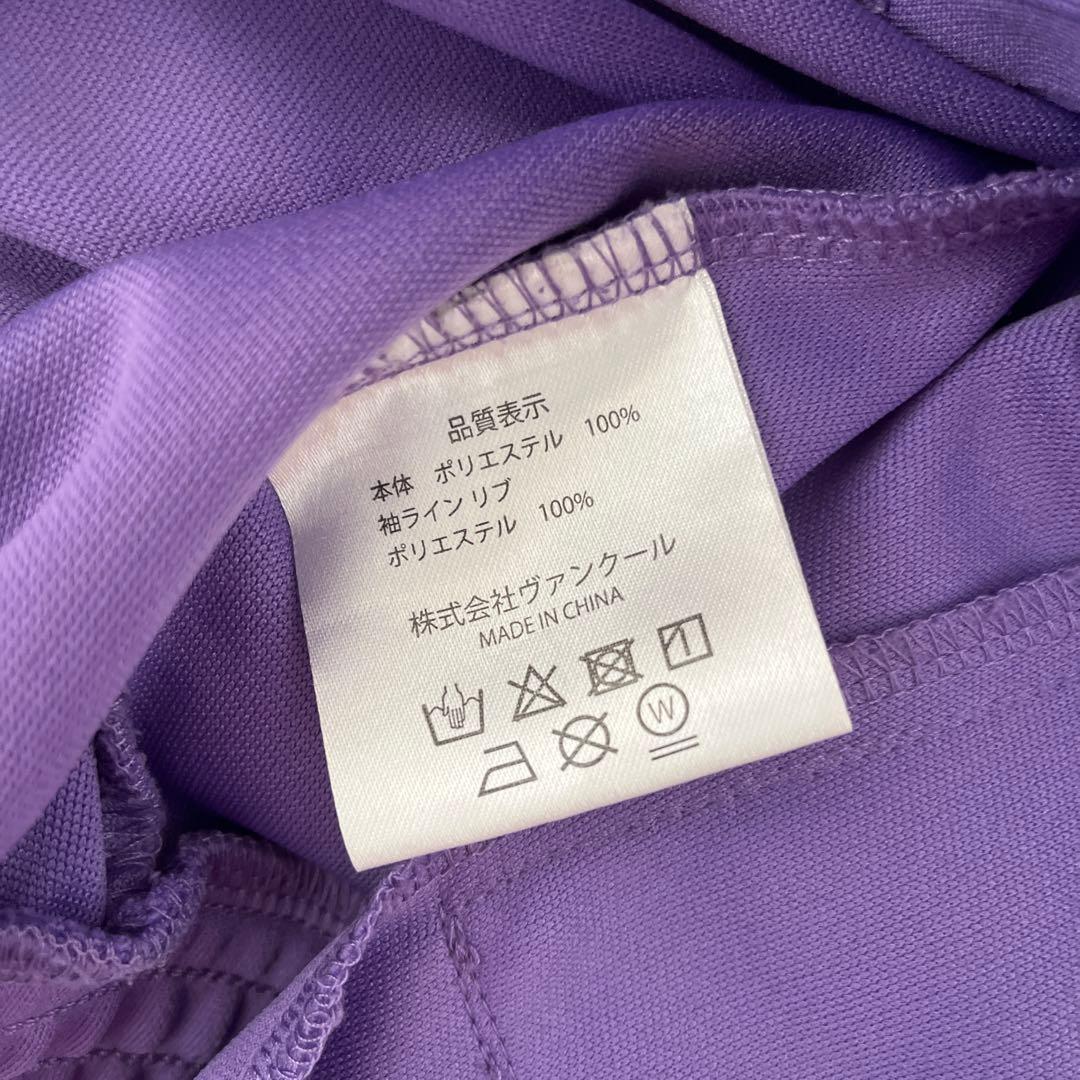 品質表示
本体 ポリエステル 100%
袖ライン リブ
ポリエステル 100%
株式会社ヴァンクール
MADE IN CHINA
W